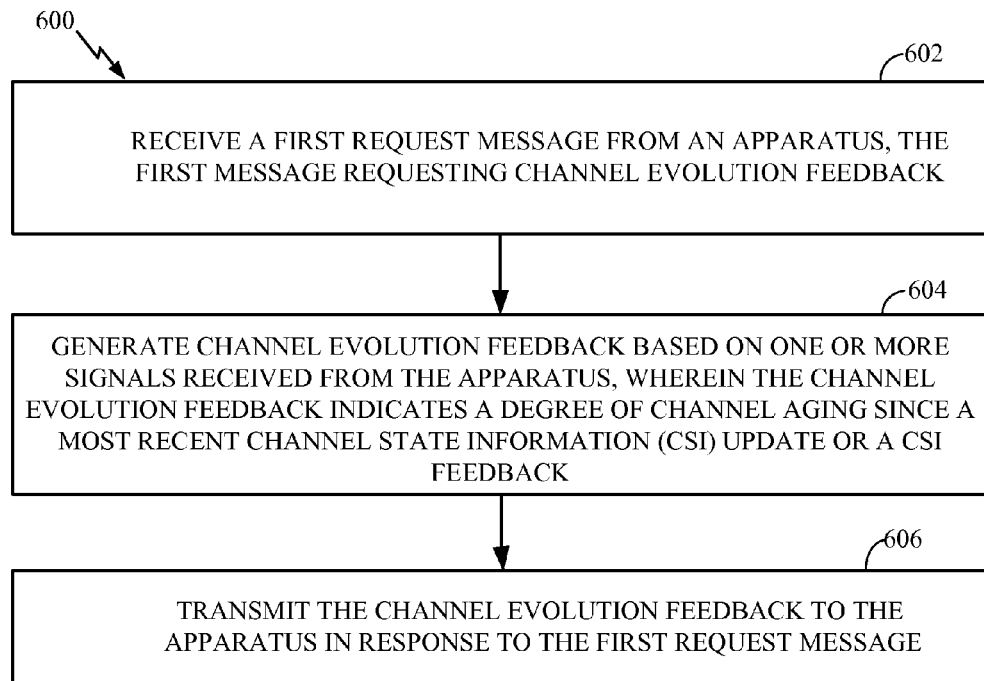 600
602
RECEIVE A FIRST REQUEST MESSAGE FROM AN APPARATUS, THE
FIRST MESSAGE REQUESTING CHANNEL EVOLUTION FEEDBACK
604
GENERATE CHANNEL EVOLUTION FEEDBACK BASED ON ONE OR MORE
SIGNALS RECEIVED FROM THE APPARATUS, WHEREIN THE CHANNEL
EVOLUTION FEEDBACK INDICATES A DEGREE OF CHANNEL AGING SINCE A
MOST RECENT CHANNEL STATE INFORMATION (CSI) UPDATE OR A CSI
FEEDBACK
606
TRANSMIT THE CHANNEL EVOLUTION FEEDBACK TO THE
APPARATUS IN RESPONSE TO THE FIRST REQUEST MESSAGE